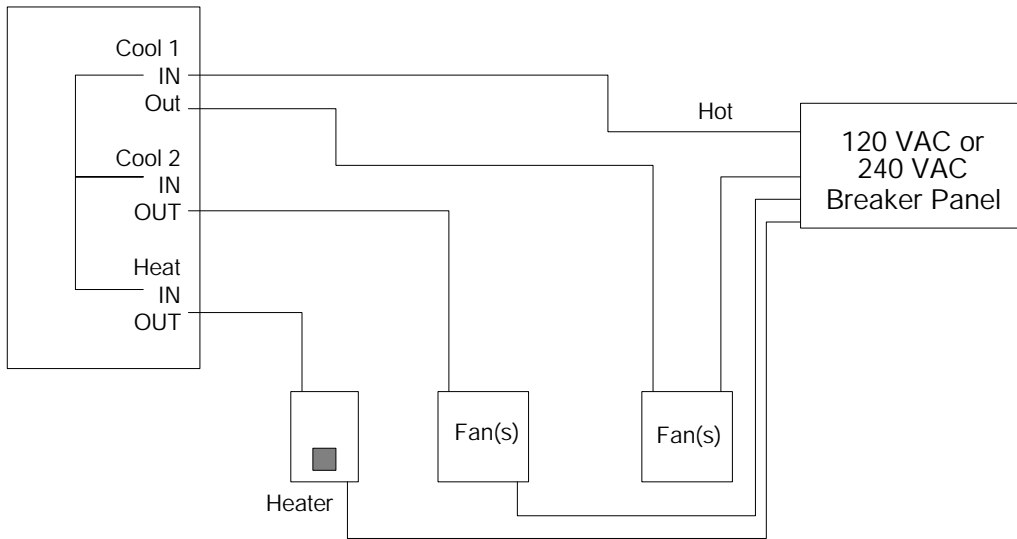 Cool 1
IN
Out
Cool 2
IN
OUT
Heat
IN
OUT
Hot
120 VAC or
240 VAC
Breaker Panel
Heater
Fan(s)
Fan(s)